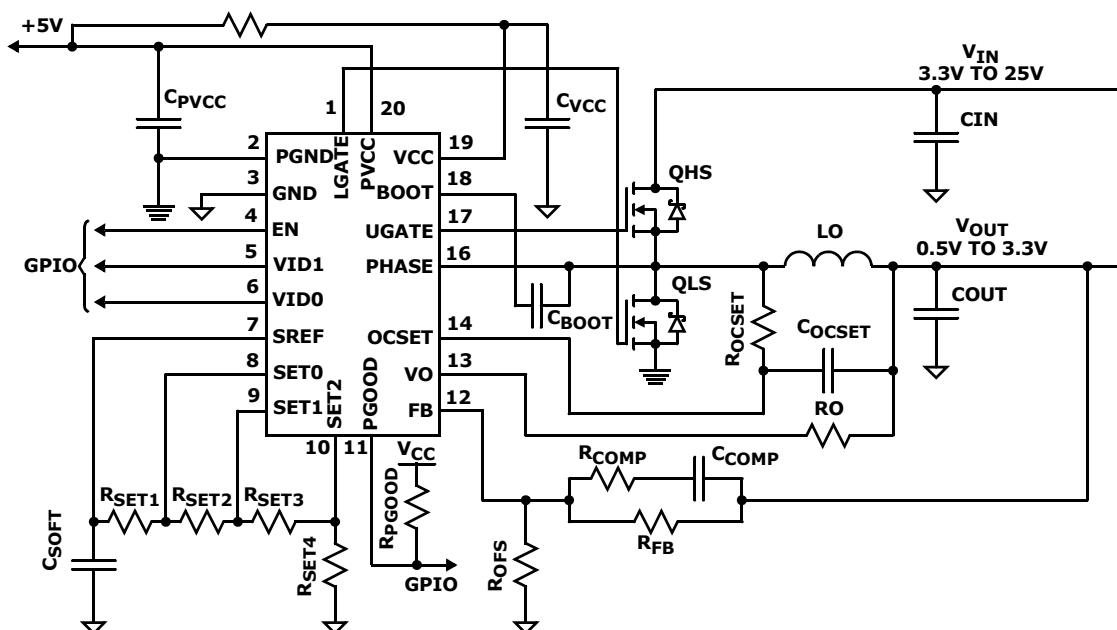 +5V
VIN
3.3V TO 25V
CPVCC
1
20
CVCC
CIN
2
PGND
LGATE
PVCC
VCC
19
3
GND
BOOT
18
QHS
4
EN
UGATE
17
VOUT
0.5V TO 3.3V
LO
GPIO
5
VID1
PHASE
16
6
VID0
QLS
COUT
CBOOT
7
SREF
OCSET
14
ROCSET
COCSET
8
SET0
VO
13
9
SET1
SET2
PGOOD
FB
12
RO
10
11
VCC
RCOMP
CCOMP
RSET1
RSET2
RSET3
RPGOOD
RFB
CSOFT
RSET4
GPIO
ROFS